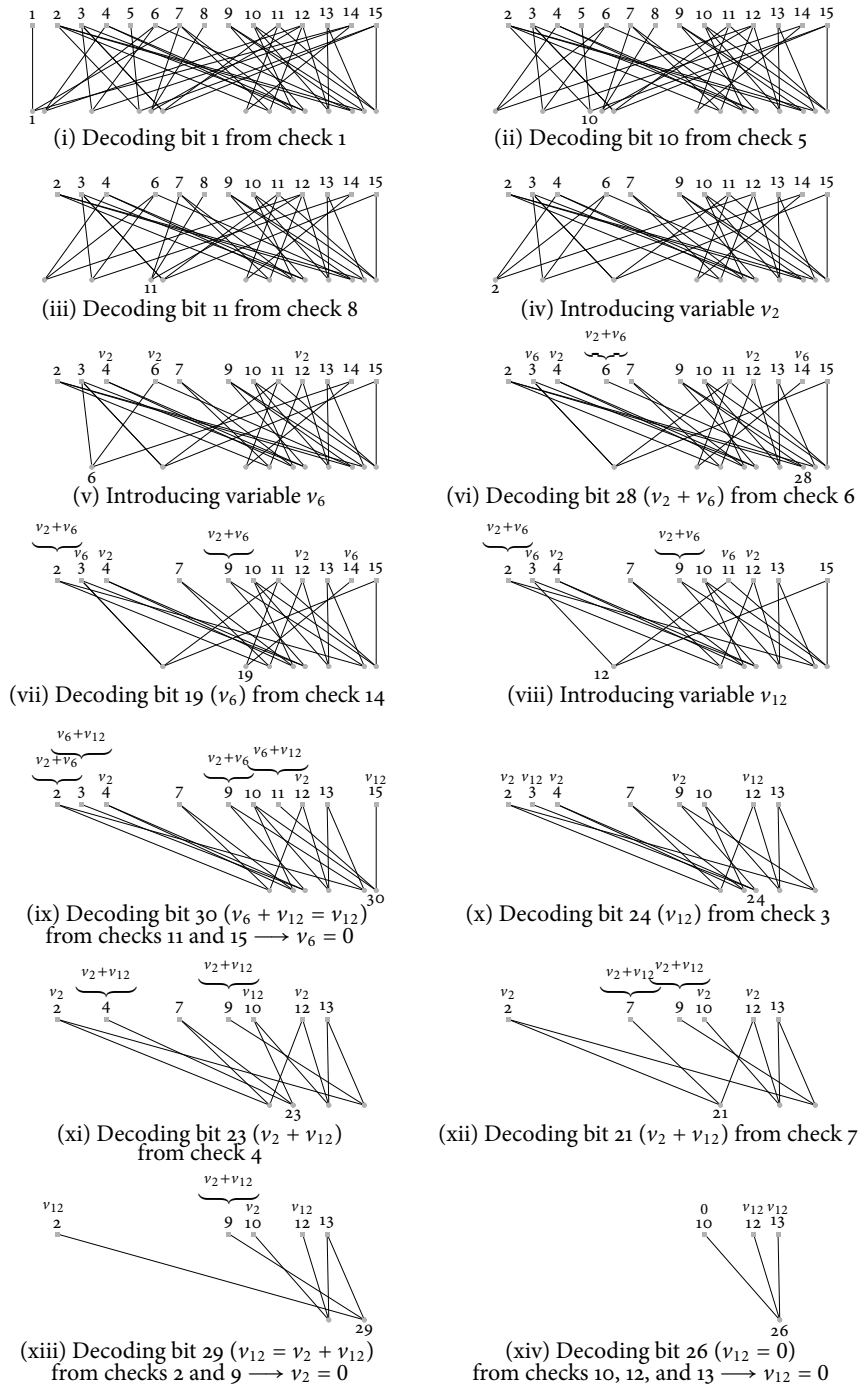 1 2 3 4 5 6 7 8 9 10 11 12 13 14 15
1
(i) Decoding bit 1 from check 1
2 3 4 5 6 7 8 9 10 11 12 13 14 15
10
(ii) Decoding bit 10 from check 5
2 3 4 6 7 8 9 10 11 12 13 14 15
11
(iii) Decoding bit 11 from check 8
2 3 4 6 7 9 10 11 12 13 14 15
2
(iv) Introducing variable v₂
v₂ v₂ v₂
2 3 4 6 7 9 10 11 12 13 14 15
6
(v) Introducing variable v₆
v₂+v₆
v₆ v₂ v₂ v₆
2 3 4 6 7 9 10 11 12 13 14 15
28
(vi) Decoding bit 28 (v₂ + v₆) from check 6
v₂+v₆ v₂+v₆
v₆ v₂ v₂ v₆
2 3 4 7 9 10 11 12 13 14 15
19
(vii) Decoding bit 19 (v₆) from check 14
v₂+v₆ v₂+v₆
v₆ v₂ v₆ v₂
2 3 4 7 9 10 11 12 13 15
12
(viii) Introducing variable v₁₂
v₆+v₁₂
v₂+v₆ v₂+v₆ v₆+v₁₂
v₂ v₂ v₁₂
2 3 4 7 9 10 11 12 13 15
30
(ix) Decoding bit 30 (v₆ + v₁₂ = v₁₂)
from checks 11 and 15 ⟶ v₆ = 0
v₂ v₁₂ v₂ v₂ v₁₂
2 3 4 7 9 10 12 13
24
(x) Decoding bit 24 (v₁₂) from check 3
v₂+v₁₂ v₂+v₁₂
v₂ v₁₂ v₂
2 4 7 9 10 12 13
23
(xi) Decoding bit 23 (v₂ + v₁₂)
from check 4
v₂+v₁₂ v₂+v₁₂
v₂ v₂ v₂
2 7 9 10 12 13
21
(xii) Decoding bit 21 (v₂ + v₁₂) from check 7
v₂+v₁₂
v₁₂ v₂ v₁₂
2 9 10 12 13
29
(xiii) Decoding bit 29 (v₁₂ = v₂ + v₁₂)
from checks 2 and 9 ⟶ v₂ = 0
0 v₁₂ v₁₂
10 12 13
26
(xiv) Decoding bit 26 (v₁₂ = 0)
from checks 10, 12, and 13 ⟶ v₁₂ = 0